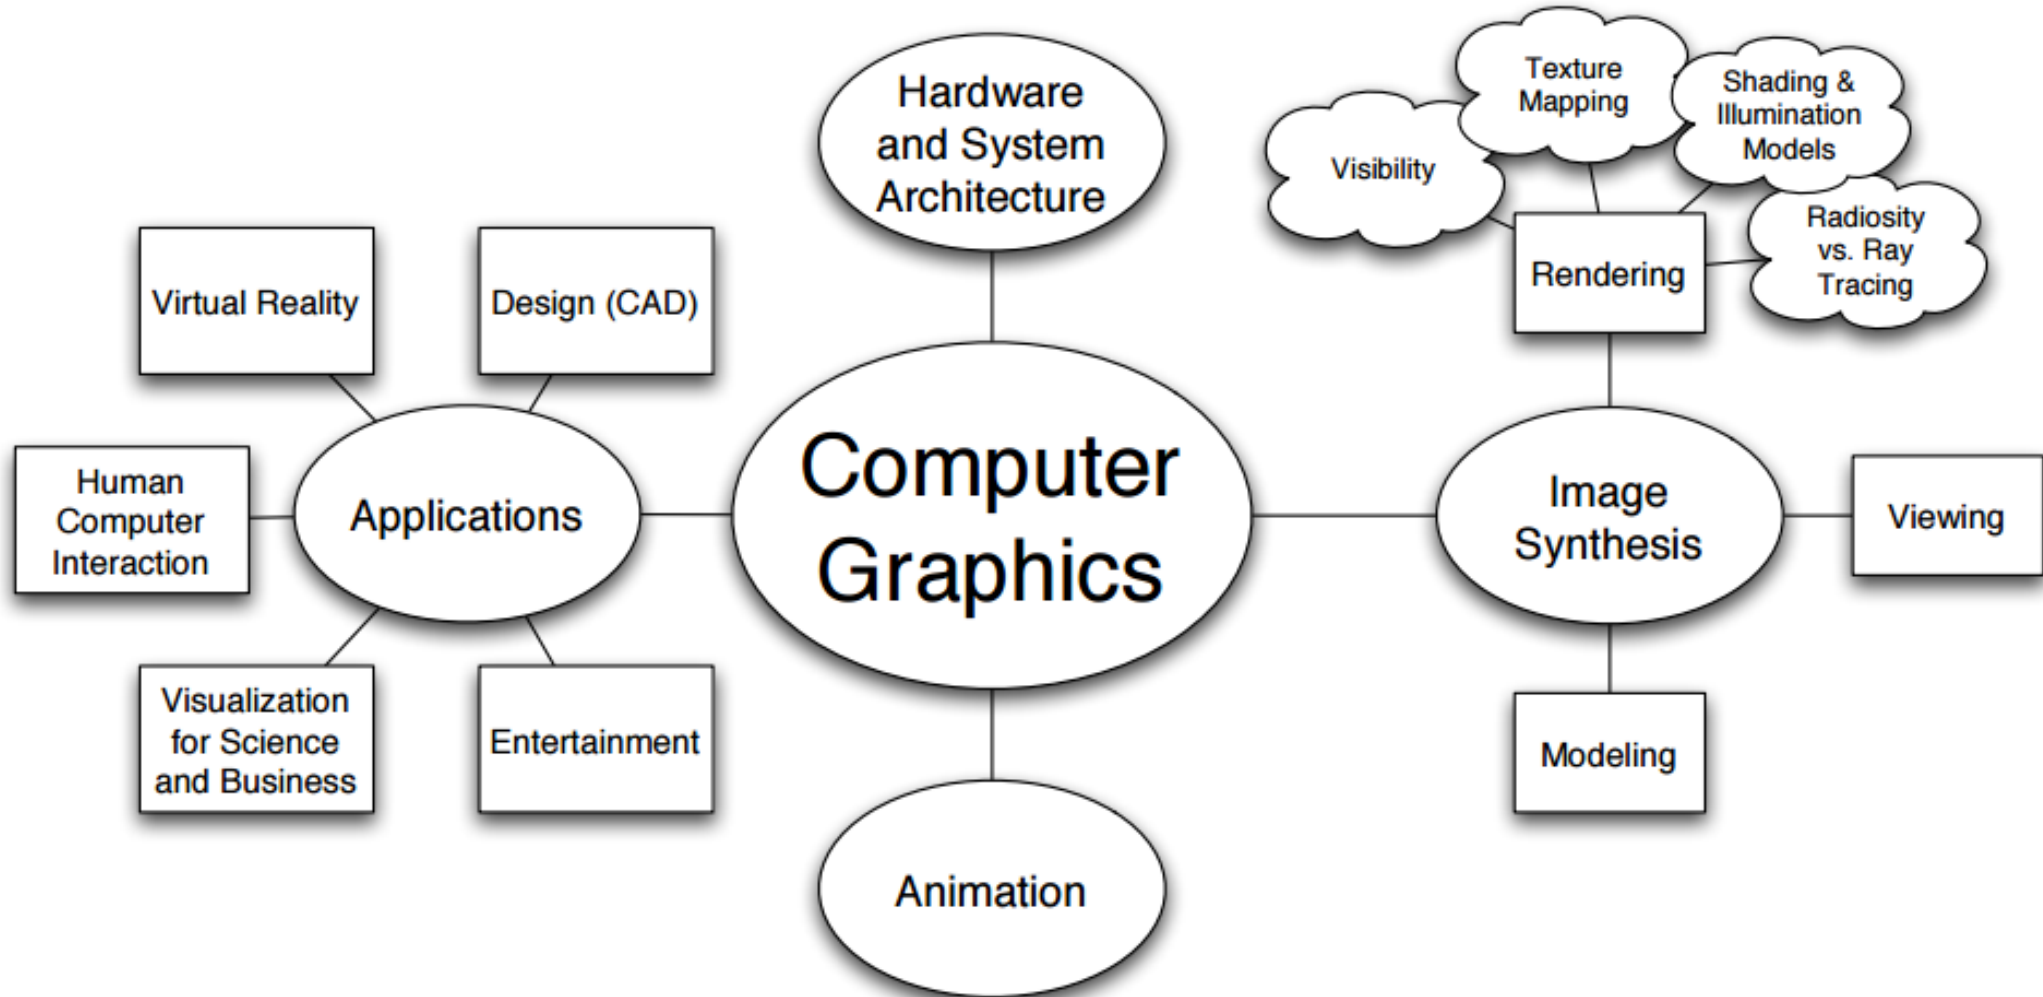 Hardware
and System
Architecture
Texture
Mapping
Shading &
Illumination
Models
Visibility
Radiosity
vs. Ray
Tracing
Rendering
Virtual Reality
Design (CAD)
Human
Computer
Interaction
Applications
Computer
Graphics
Image
Synthesis
Viewing
Visualization
for Science
and Business
Entertainment
Modeling
Animation